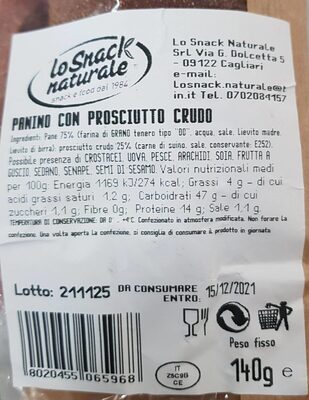 lo Snack
naturale
snack e food dal 1984
Lo Snack Naturale
Srl Via G. Dolcetta 5
- 09122 Cagliari
e-mail:
Losnack.naturale@t
in.it Tel. 0702084157
PANINO CON PROSCIUTTO CRUDO
Ingredienti: Pane 75% (farina di GRANO tenero tipo "00", acqua, sale, lievito madre,
lievito di birra); prosciutto crudo 25% (carne di suino, sale, conservante: E252).
Possibile presenza di CROSTACEI, UOVA, PESCE, ARACHIDI, SOIA, FRUTTA A
GUSCIO, SEDANO, SENAPE, SEMI DI SESAMO. Valori nutrizionali medi
per 100g: Energia 1169 kJ/274 kcal; Grassi 4 g - di cui
acidi grassi saturi 1,2 g; Carboidrati 47 g - di cui
zuccheri 1,1 g; Fibre 0g; Proteine 14 g; Sale 1,1 g
TEMPERATURA DI CONSERVAZIONE: DA 0° +4°C. Confezionato in atmosfera modificata. Non forare la
confezione. Una volta aperta la confezione, si consiglia di consumare il prodotto in giornata
Lotto: 211125 DA CONSUMARE
ENTRO: 15/12/2021
Peso fisso
140g e
8020455 065968
IT
CE